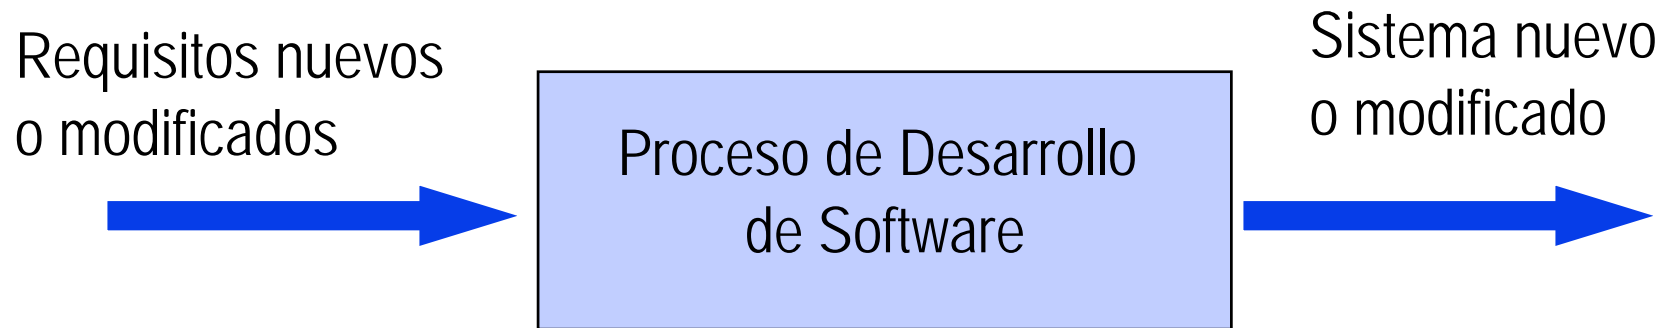 Requisitos nuevos
o modificados
Proceso de Desarrollo
de Software
Sistema nuevo
o modificado